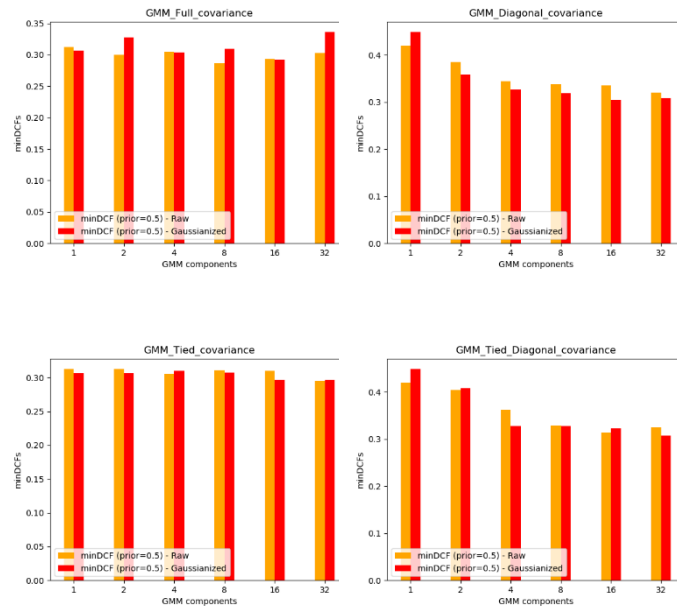 GMM_Full_covariance
0.35
0.30
0.25
0.20
0.15
0.10
0.05
0.00
minDCFs
minDCF (prior=0.5) - Raw
minDCF (prior=0.5) - Gaussianized
1 2 4 8 16 32
GMM components
GMM_Diagonal_covariance
0.4
0.3
0.2
0.1
0.0
minDCFs
minDCF (prior=0.5) - Raw
minDCF (prior=0.5) - Gaussianized
1 2 4 8 16 32
GMM components
GMM_Tied_covariance
0.30
0.25
0.20
0.15
0.10
0.05
0.00
minDCFs
minDCF (prior=0.5) - Raw
minDCF (prior=0.5) - Gaussianized
1 2 4 8 16 32
GMM components
GMM_Tied_Diagonal_covariance
0.4
0.3
0.2
0.1
0.0
minDCFs
minDCF (prior=0.5) - Raw
minDCF (prior=0.5) - Gaussianized
1 2 4 8 16 32
GMM components